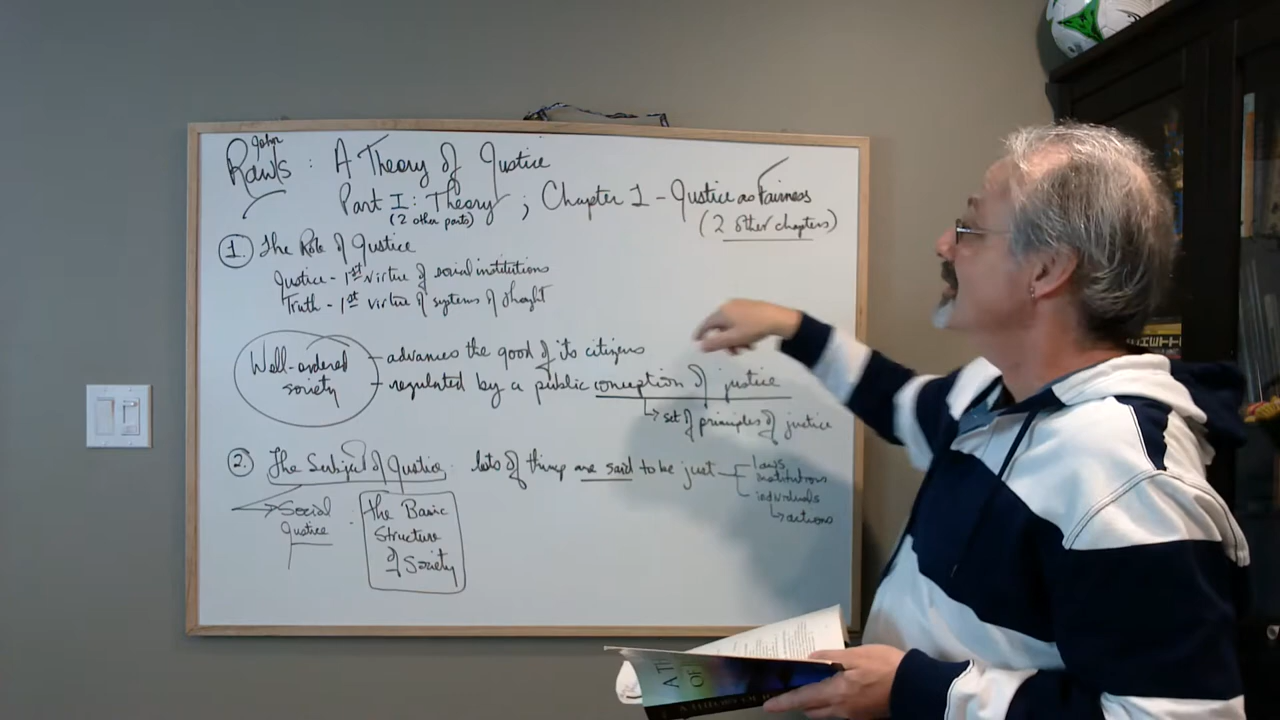 John
Rawls : A Theory of Justice
Part I: Theory ; Chapter 1 - Justice as Fairness
(2 other parts)
(2 other chapters)
1. The Role of Justice
Justice - 1st virtue of social institutions
Truth - 1st virtue of systems of thought
Well-ordered society
- advances the good of its citizens
- regulated by a public conception of justice
→ set of principles of justice
2. The Subject of Justice : lots of things are said to be just
laws
institutions
individuals
→ actions
Social
Justice
the Basic
Structure
of Society
A THEORY OF